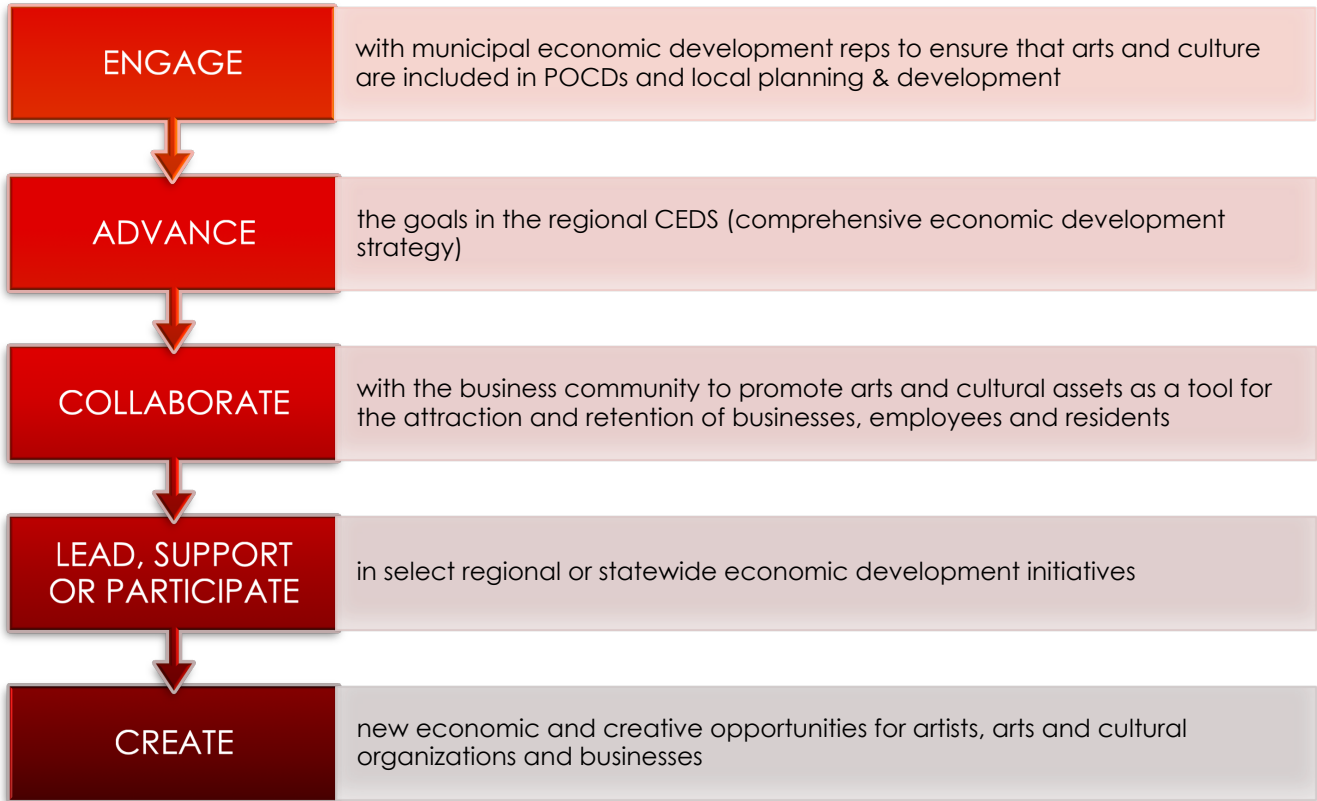 ENGAGE
with municipal economic development reps to ensure that arts and culture
are included in POCDs and local planning & development
ADVANCE
the goals in the regional CEDS (comprehensive economic development
strategy)
COLLABORATE
with the business community to promote arts and cultural assets as a tool for
the attraction and retention of businesses, employees and residents
LEAD, SUPPORT
OR PARTICIPATE
in select regional or statewide economic development initiatives
CREATE
new economic and creative opportunities for artists, arts and cultural
organizations and businesses